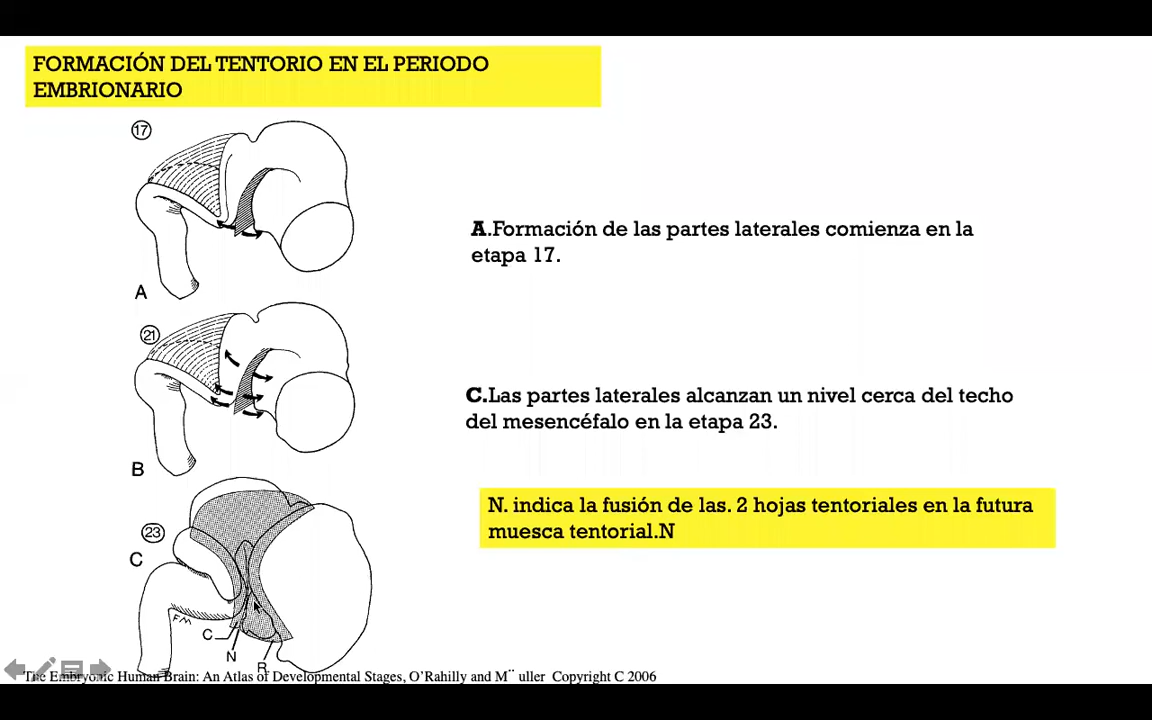 FORMACIÓN DEL TENTORIO EN EL PERIODO
EMBRIONARIO
17
A
A.Formación de las partes laterales comienza en la
etapa 17.
21
B
C.Las partes laterales alcanzan un nivel cerca del techo
del mesencéfalo en la etapa 23.
23
C
FM
C
N
R
N. indica la fusión de las. 2 hojas tentoriales en la futura
muesca tentorial.N
The Embryonic Human Brain: An Atlas of Developmental Stages, O’Rahilly and M¨ uller Copyright C 2006